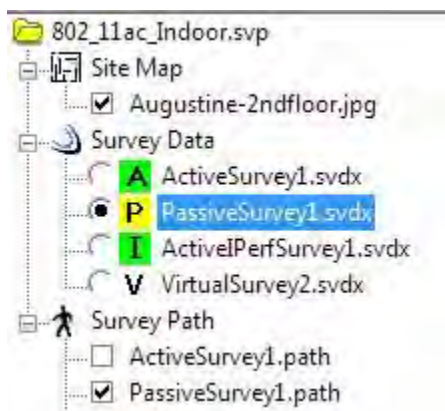 802_11ac_Indoor.svp
Site Map
Augustine-2ndfloor.jpg
Survey Data
A ActiveSurvey1.svdx
P PassiveSurvey1.svdx
I ActiveIPerfSurvey1.svdx
V VirtualSurvey2.svdx
Survey Path
ActiveSurvey1.path
PassiveSurvey1.path